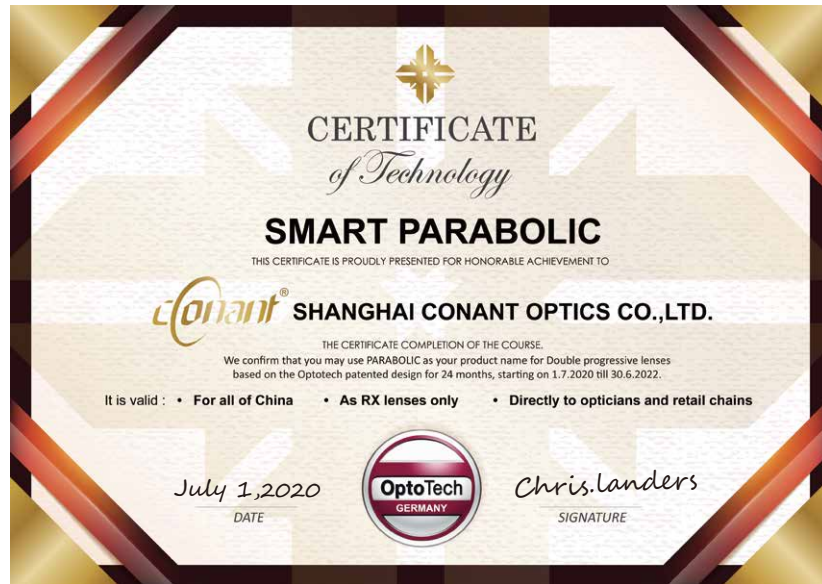 CERTIFICATE
of Technology
SMART PARABOLIC
THIS CERTIFICATE IS PROUDLY PRESENTED FOR HONORABLE ACHIEVEMENT TO
conant® SHANGHAI CONANT OPTICS CO.,LTD.
THE CERTIFICATE COMPLETION OF THE COURSE.
We confirm that you may use PARABOLIC as your product name for Double progressive lenses
based on the Optotech patented design for 24 months, starting on 1.7.2020 till 30.6.2022.
It is valid : • For all of China • As RX lenses only • Directly to opticians and retail chains
July 1,2020
DATE
OptoTech
GERMANY
Chris.landers
SIGNATURE